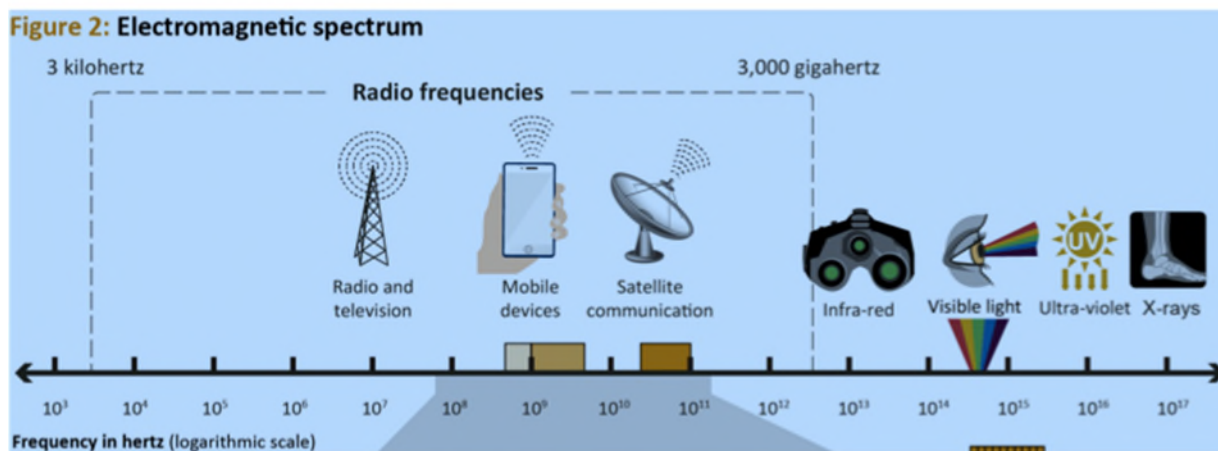 Figure 2: Electromagnetic spectrum
3 kilohertz
3,000 gigahertz
Radio frequencies
Radio and
television
Mobile
devices
Satellite
communication
Infra-red
Visible light
UV
Ultra-violet
X-rays
10³ 10⁴ 10⁵ 10⁶ 10⁷ 10⁸ 10⁹ 10¹⁰ 10¹¹ 10¹² 10¹³ 10¹⁴ 10¹⁵ 10¹⁶ 10¹⁷
Frequency in hertz (logarithmic scale)